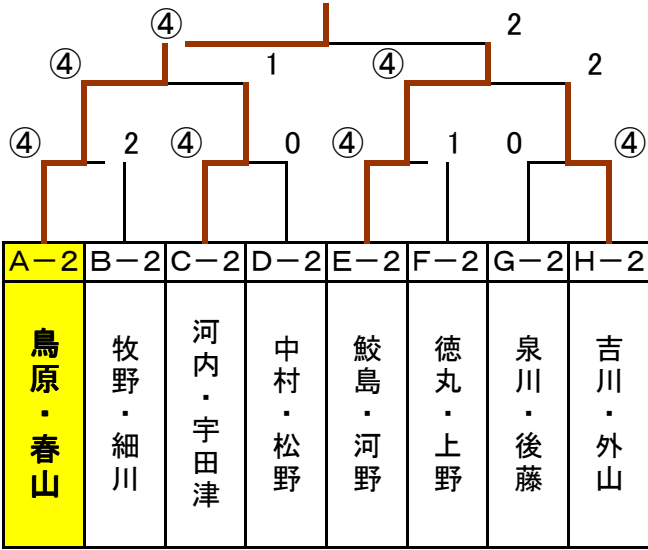 ④ 2
④ 1 ④ 2
④ 2 ④ 0 ④ 1 0 ④
A－2 B－2 C－2 D－2 E－2 F－2 G－2 H－2
鳥原・春山
牧野・細川
河内・宇田津
中村・松野
鮫島・河野
徳丸・上野
泉川・後藤
吉川・外山